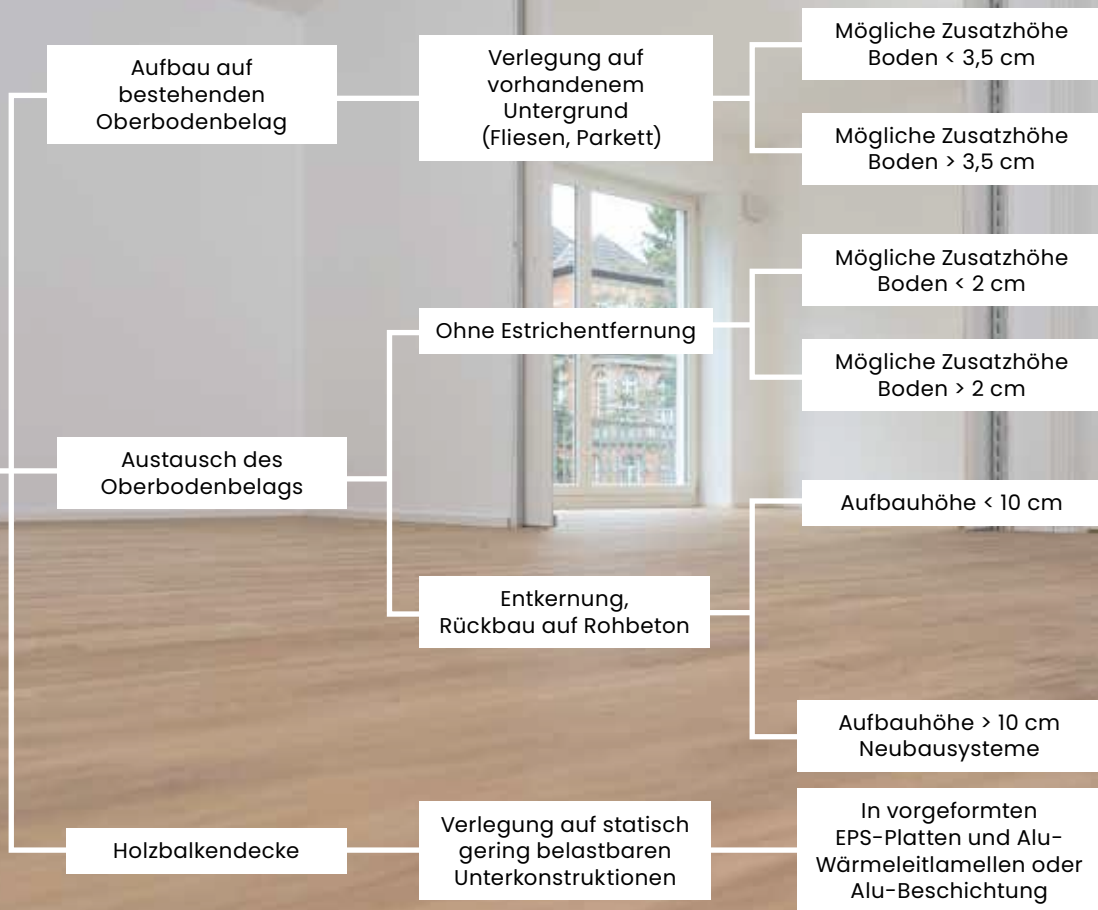 Aufbau auf
bestehenden
Oberbodenbelag
Verlegung auf
vorhandenem
Untergrund
(Fliesen, Parkett)
Mögliche Zusatzhöhe
Boden < 3,5 cm
Mögliche Zusatzhöhe
Boden > 3,5 cm
Austausch des
Oberbodenbelags
Ohne Estrichentfernung
Mögliche Zusatzhöhe
Boden < 2 cm
Mögliche Zusatzhöhe
Boden > 2 cm
Entkernung,
Rückbau auf Rohbeton
Aufbauhöhe < 10 cm
Aufbauhöhe > 10 cm
Neubausysteme
Holzbalkendecke
Verlegung auf statisch
gering belastbaren
Unterkonstruktionen
In vorgeformten
EPS-Platten und Alu-
Wärmeleitlamellen oder
Alu-Beschichtung